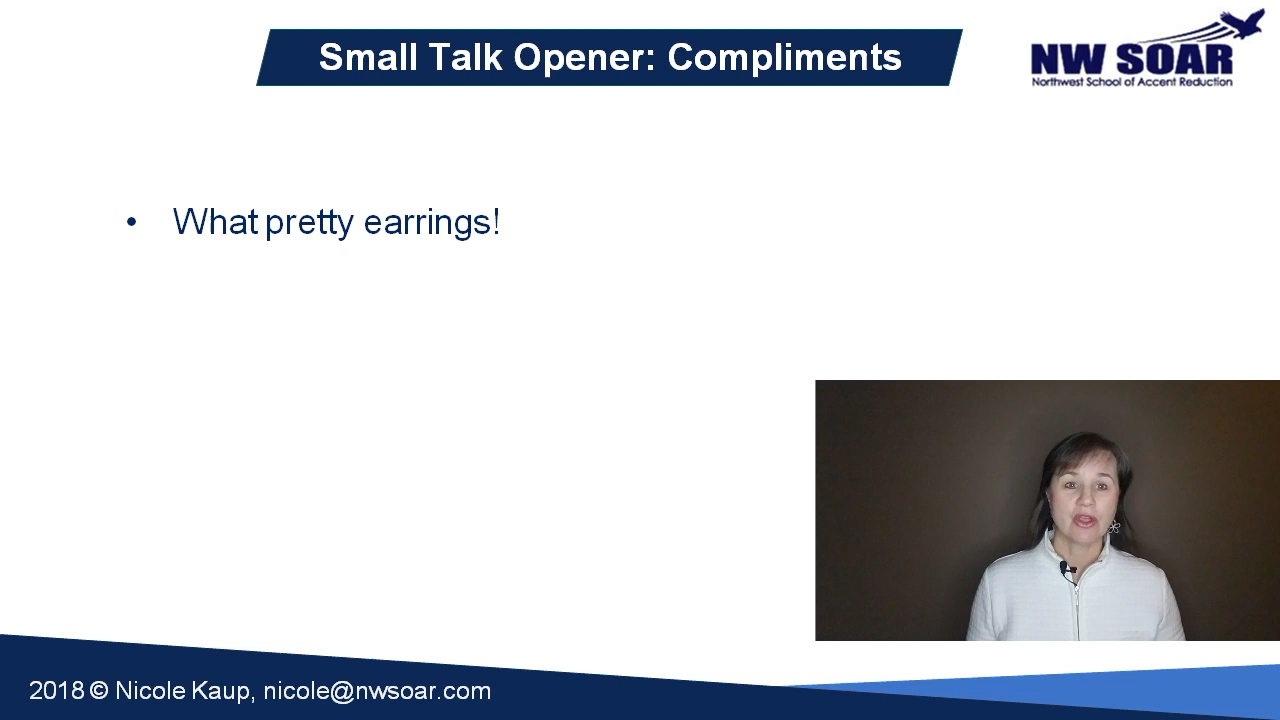 Small Talk Opener: Compliments
NW SOAR
Northwest School of Accent Reduction
• What pretty earrings!
2018 © Nicole Kaup, nicole@nwsoar.com